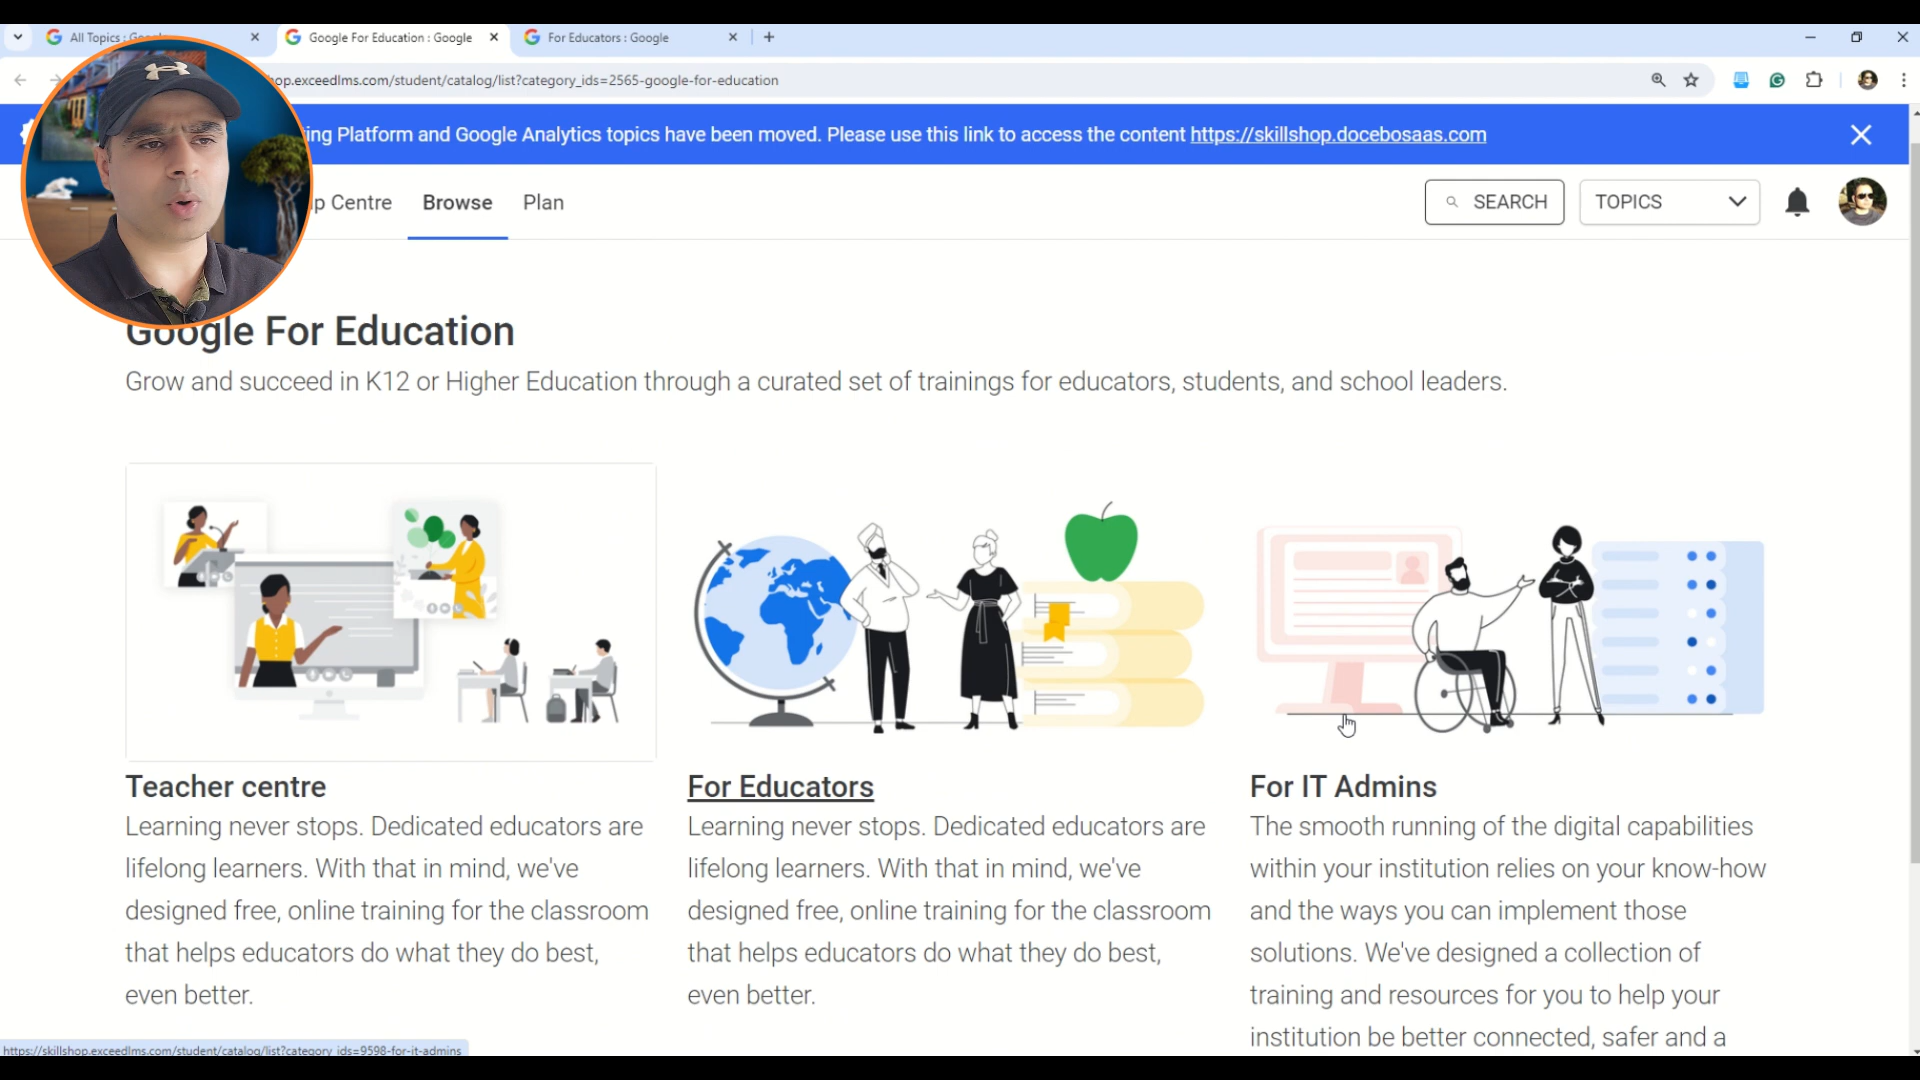 All Topics : Google
Google For Education : Google
For Educators : Google
hop.exceedlms.com/student/catalog/list?category_ids=2565-google-for-education
ing Platform and Google Analytics topics have been moved. Please use this link to access the content https://skillshop.docebosaas.com
p Centre
Browse
Plan
SEARCH
TOPICS
Google For Education
Grow and succeed in K12 or Higher Education through a curated set of trainings for educators, students, and school leaders.
Teacher centre
Learning never stops. Dedicated educators are
lifelong learners. With that in mind, we've
designed free, online training for the classroom
that helps educators do what they do best,
even better.
For Educators
Learning never stops. Dedicated educators are
lifelong learners. With that in mind, we've
designed free, online training for the classroom
that helps educators do what they do best,
even better.
For IT Admins
The smooth running of the digital capabilities
within your institution relies on your know-how
and the ways you can implement those
solutions. We've designed a collection of
training and resources for you to help your
institution be better connected, safer and a
https://skillshop.exceedlms.com/student/catalog/list?category_ids=9598-for-it-admins